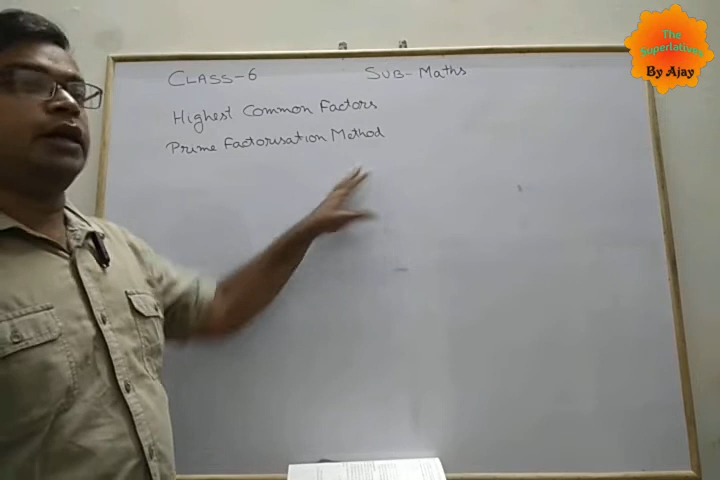 CLASS-6 SUB-Maths
Highest Common Factors
Prime Factorisation Method
The
Superlatives
By Ajay